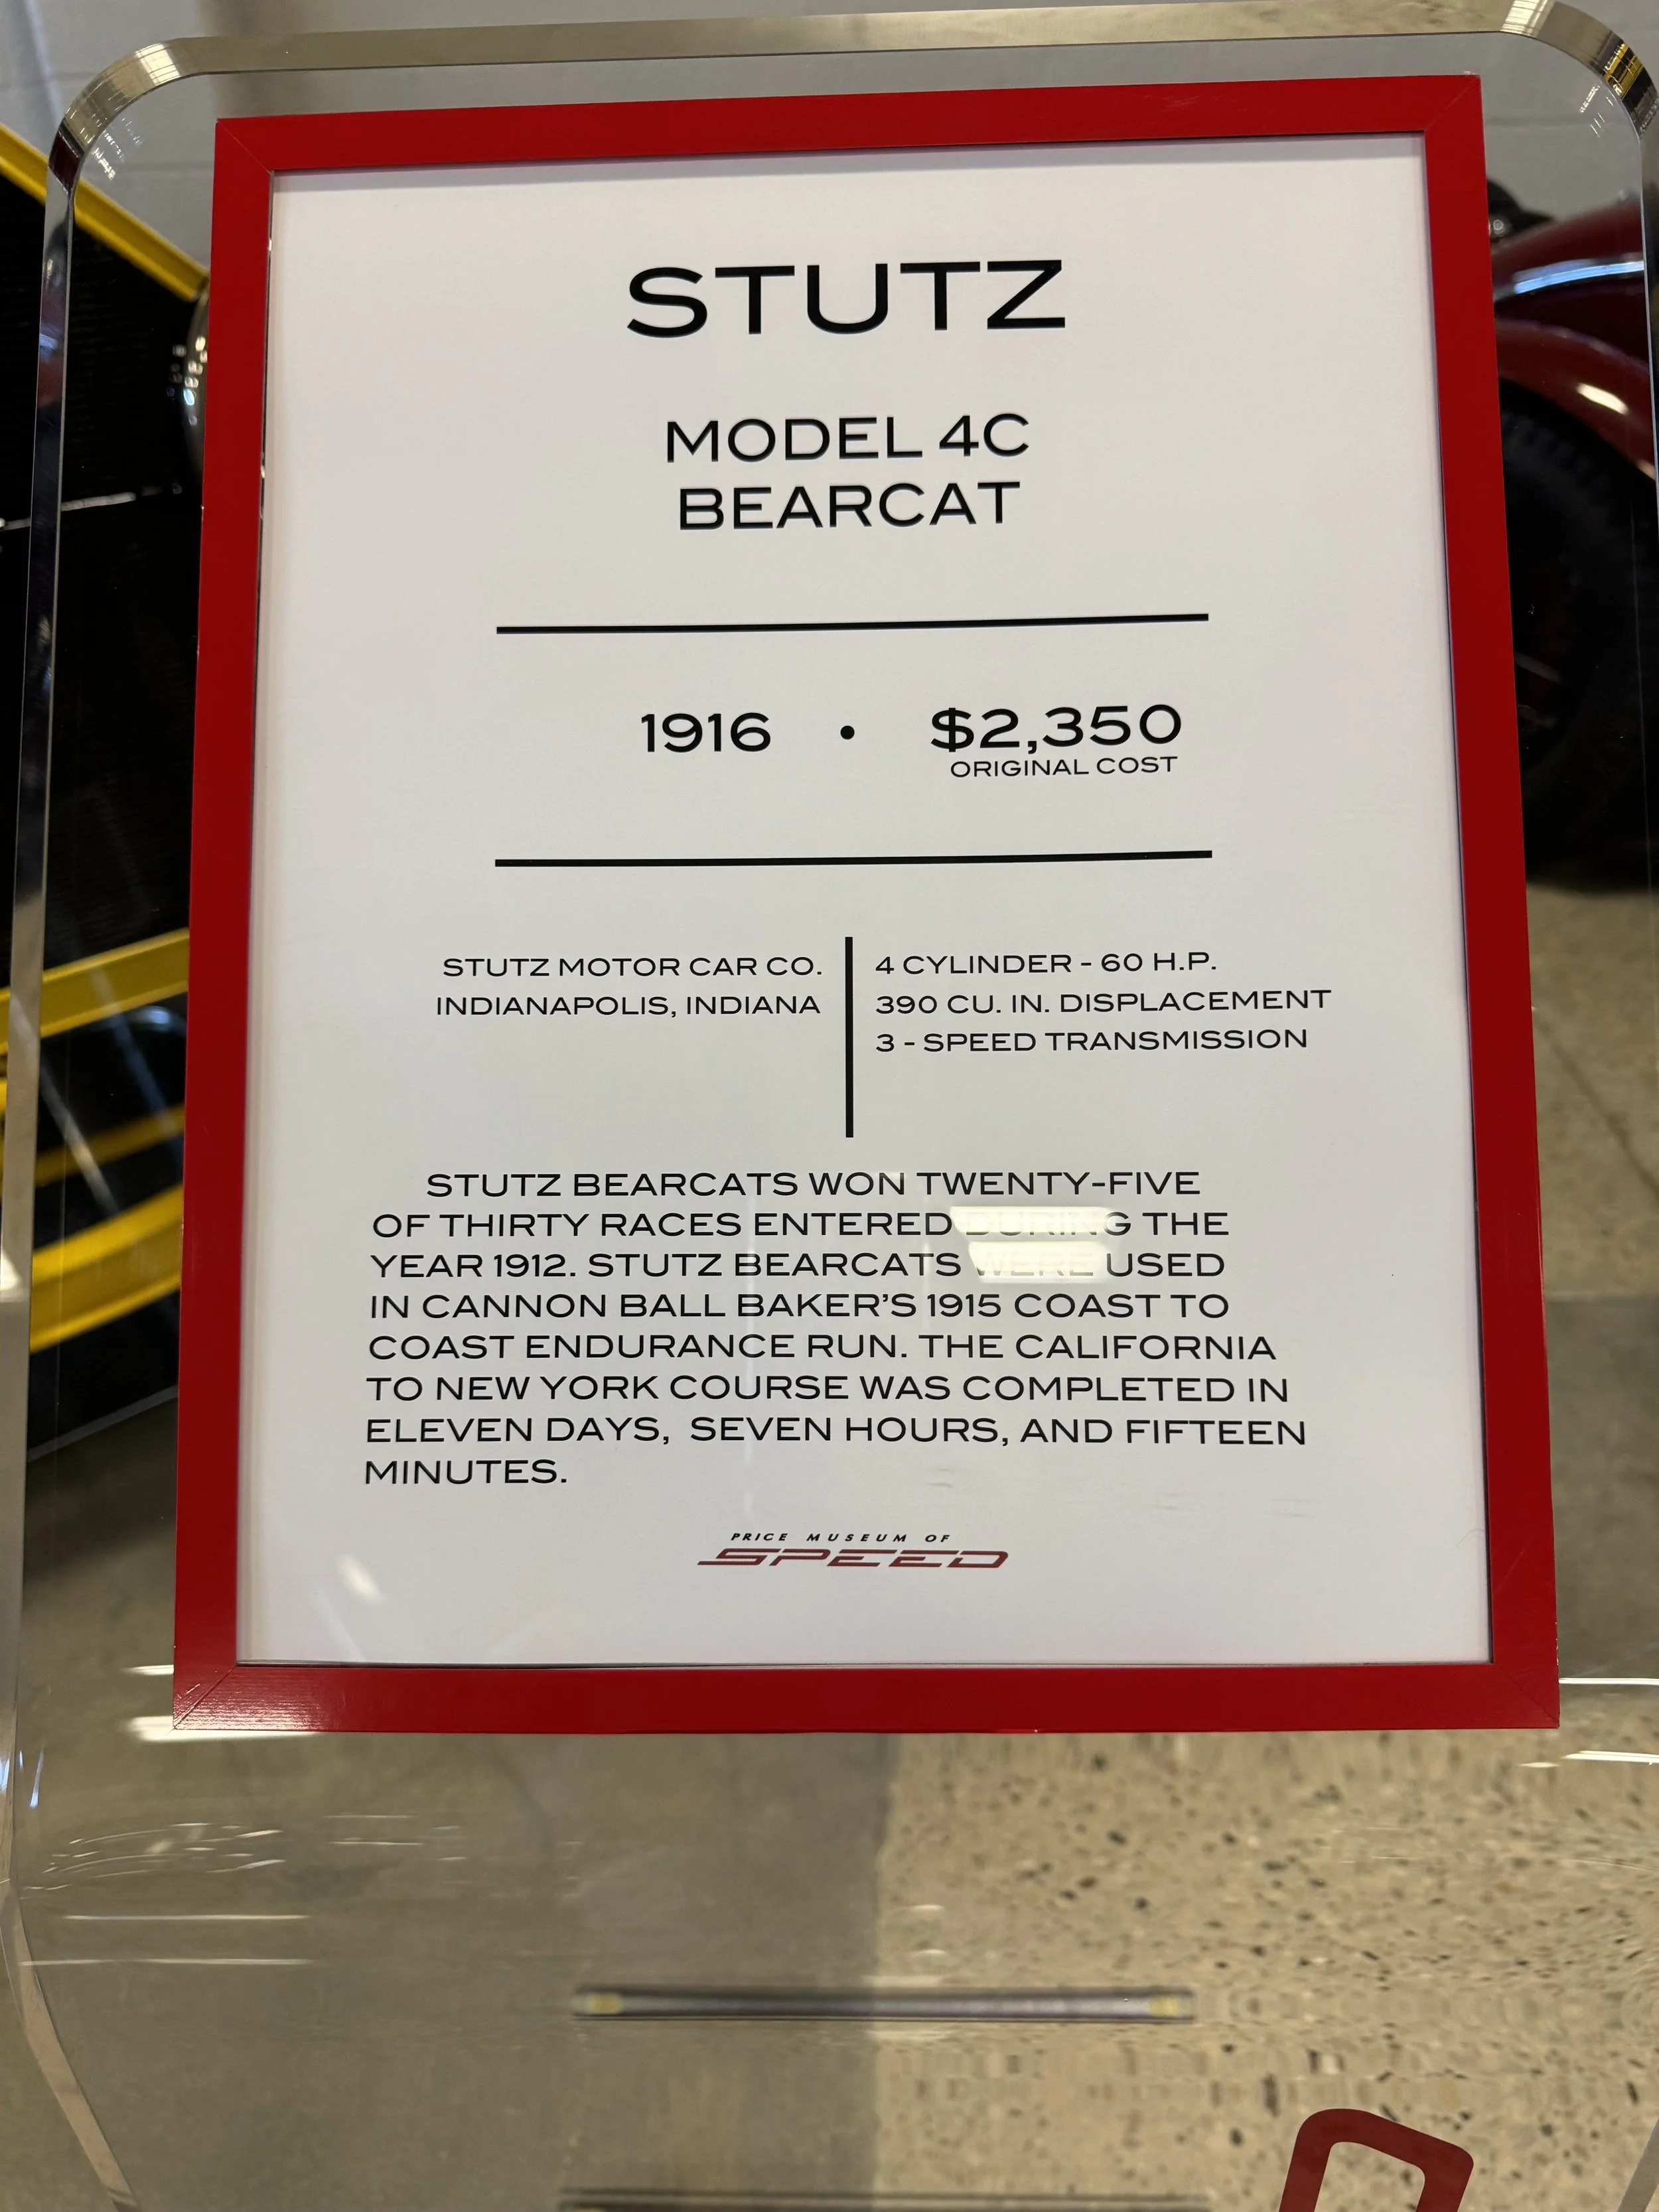 STUTZ
MODEL 4C
BEARCAT
1916 • $2,350
ORIGINAL COST
STUTZ MOTOR CAR CO.
INDIANAPOLIS, INDIANA
4 CYLINDER - 60 H.P.
390 CU. IN. DISPLACEMENT
3 - SPEED TRANSMISSION
STUTZ BEARCATS WON TWENTY-FIVE
OF THIRTY RACES ENTERED DURING THE
YEAR 1912. STUTZ BEARCATS WERE USED
IN CANNON BALL BAKER'S 1915 COAST TO
COAST ENDURANCE RUN. THE CALIFORNIA
TO NEW YORK COURSE WAS COMPLETED IN
ELEVEN DAYS,  SEVEN HOURS, AND FIFTEEN
MINUTES.
PRICE MUSEUM OF
SPEED